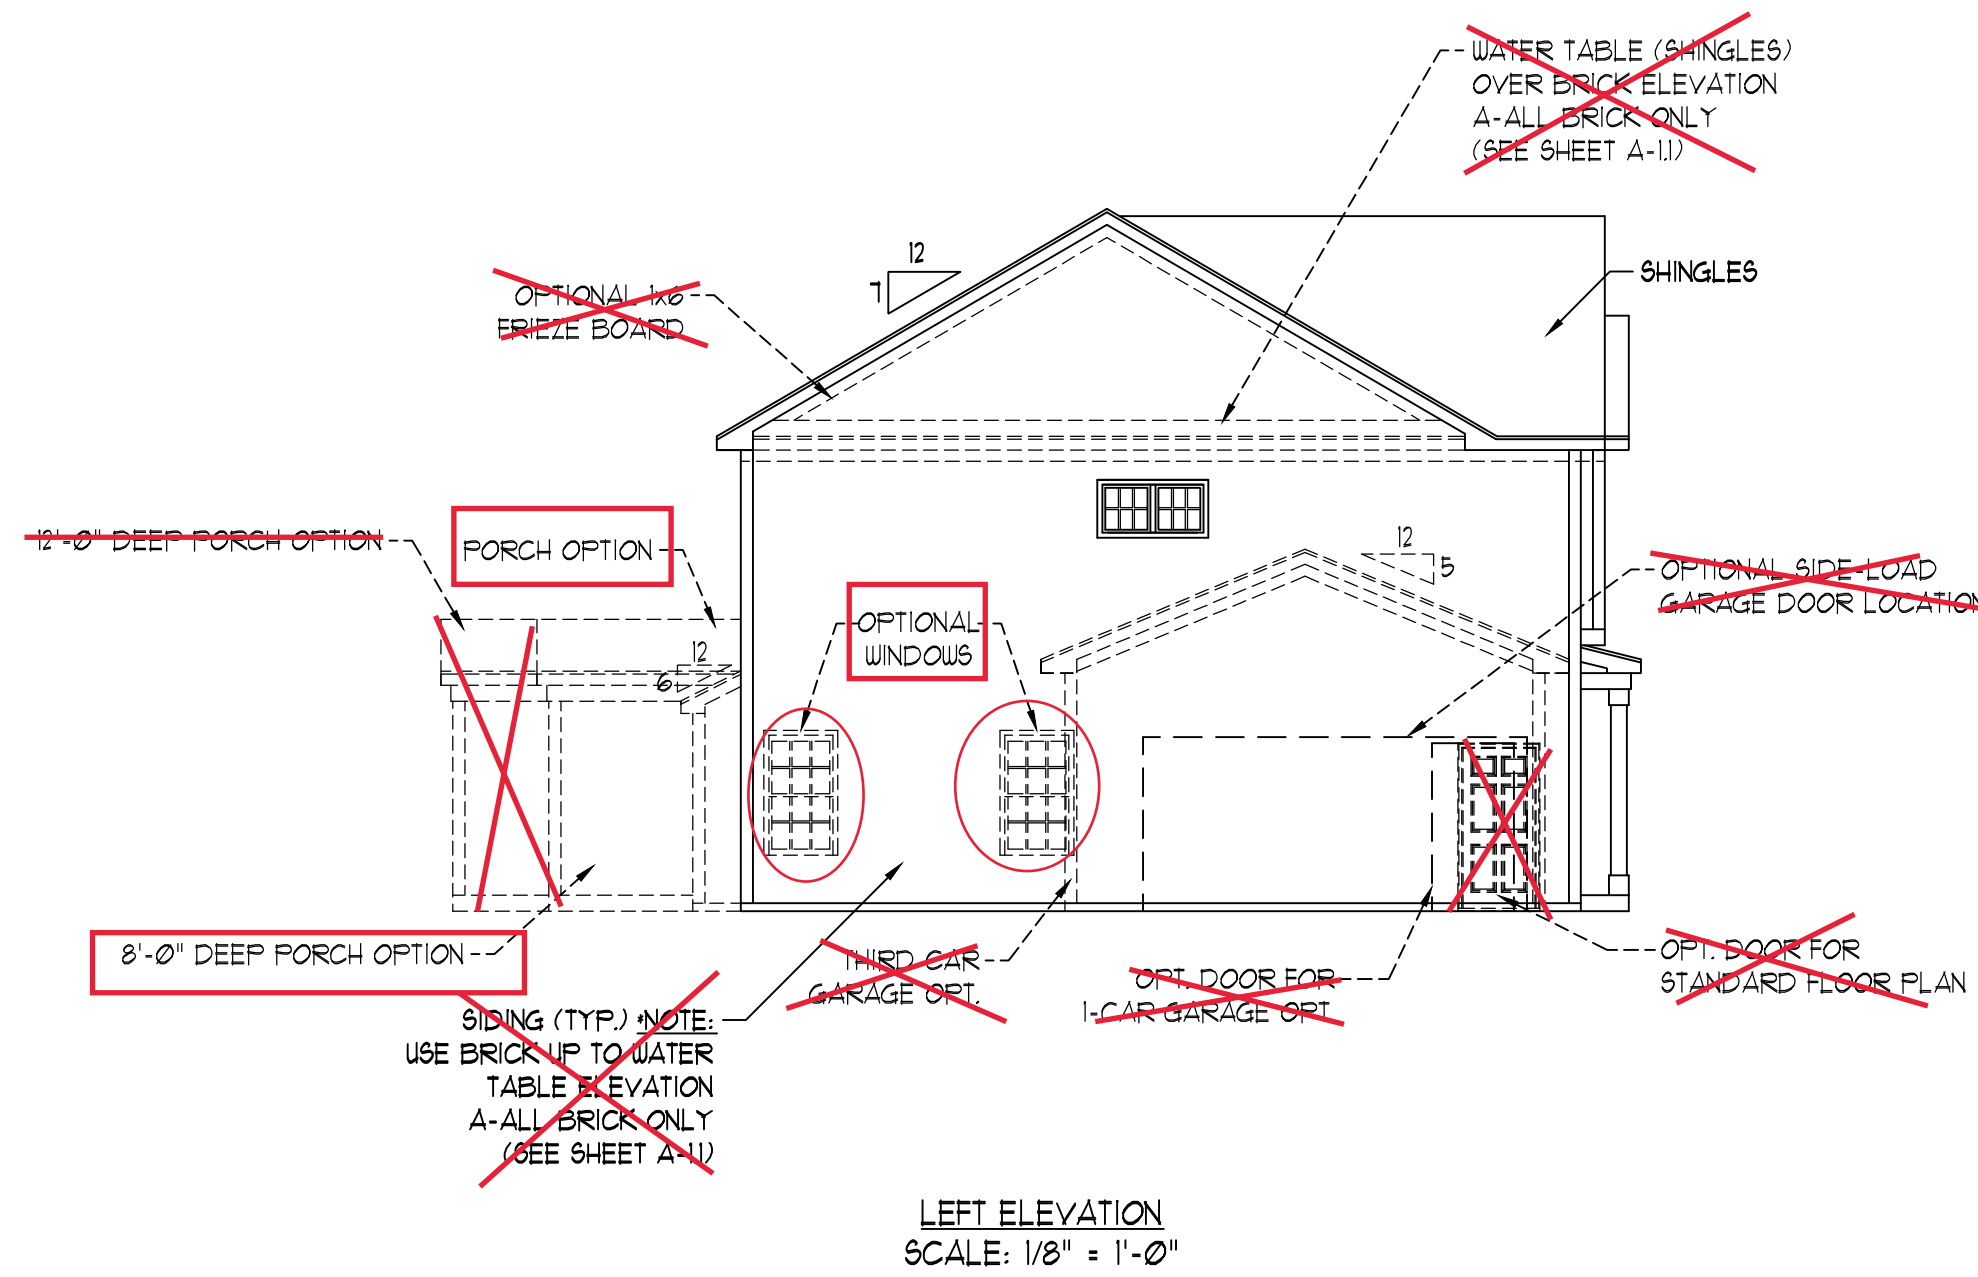 WATER TABLE (SHINGLES)
OVER BRICK ELEVATION
A-ALL BRICK ONLY
(SEE SHEET A-1.1)
12
7
SHINGLES
OPTIONAL 1x6
FRIEZE BOARD
12'-0" DEEP PORCH OPTION
PORCH OPTION
12
5
OPTIONAL SIDE-LOAD
GARAGE DOOR LOCATION
OPTIONAL
WINDOWS
12
6
8'-0" DEEP PORCH OPTION
THIRD CAR
GARAGE OPT.
OPT. DOOR FOR
1-CAR GARAGE OPT.
OPT. DOOR FOR
STANDARD FLOOR PLAN
SIDING (TYP.) *NOTE:
USE BRICK UP TO WATER
TABLE ELEVATION
A-ALL BRICK ONLY
(SEE SHEET A-1.1)
LEFT ELEVATION
SCALE: 1/8" = 1'-0"